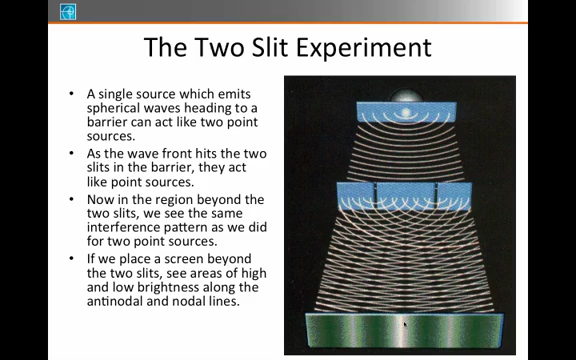 The Two Slit Experiment
• A single source which emits
spherical waves heading to a
barrier can act like two point
sources.
• As the wave front hits the two
slits in the barrier, they act
like point sources.
• Now in the region beyond the
two slits, we see the same
interference pattern as we did
for two point sources.
• If we place a screen beyond
the two slits, see areas of high
and low brightness along the
antinodal and nodal lines.